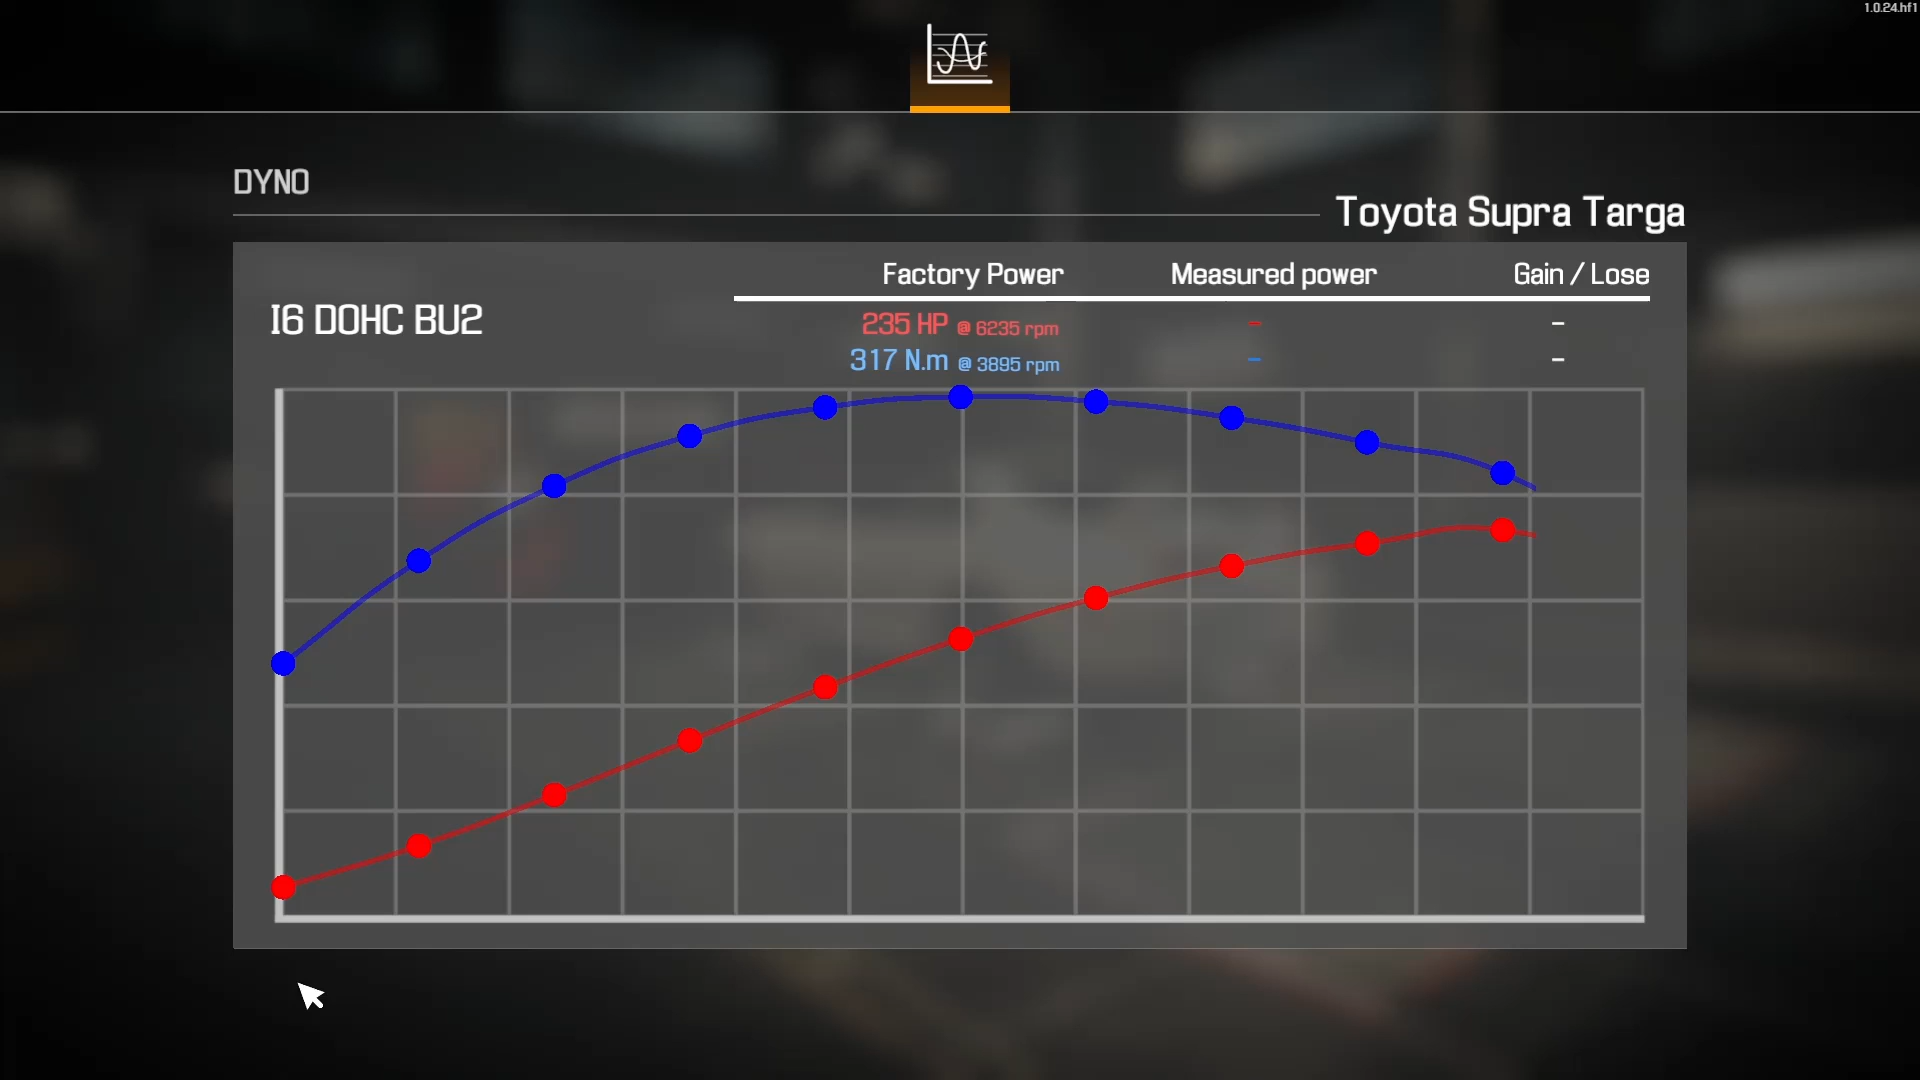 1.0.24.hf1
DYNO
Toyota Supra Targa
Factory Power Measured power Gain / Lose
I6 DOHC BU2
235 HP @ 6235 rpm - -
317 N.m @ 3895 rpm - -